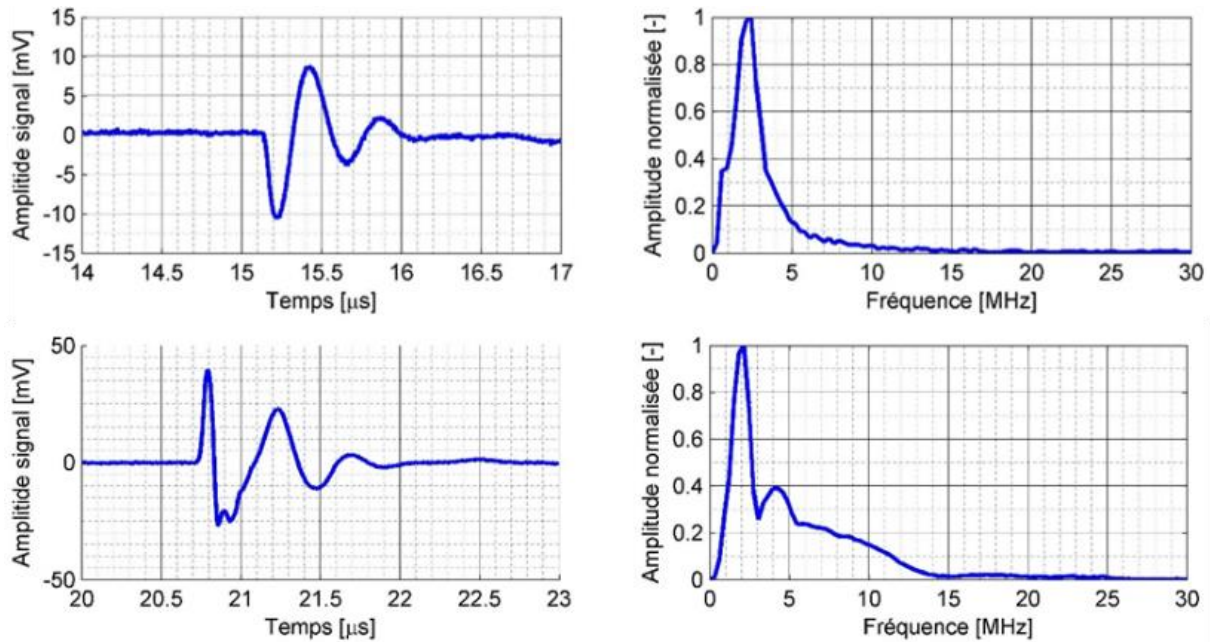 15
10
5
0
-5
-10
-15
14 14.5 15 15.5 16 16.5 17
Amplitide signal [mV]
Temps [μs]
1
0.8
0.6
0.4
0.2
0
0 5 10 15 20 25 30
Amplitude normalisée [-]
Fréquence [MHz]
50
0
-50
20 20.5 21 21.5 22 22.5 23
Amplitide signal [mV]
Temps [μs]
1
0.8
0.6
0.4
0.2
0
0 5 10 15 20 25 30
Amplitude normalisée [-]
Fréquence [MHz]